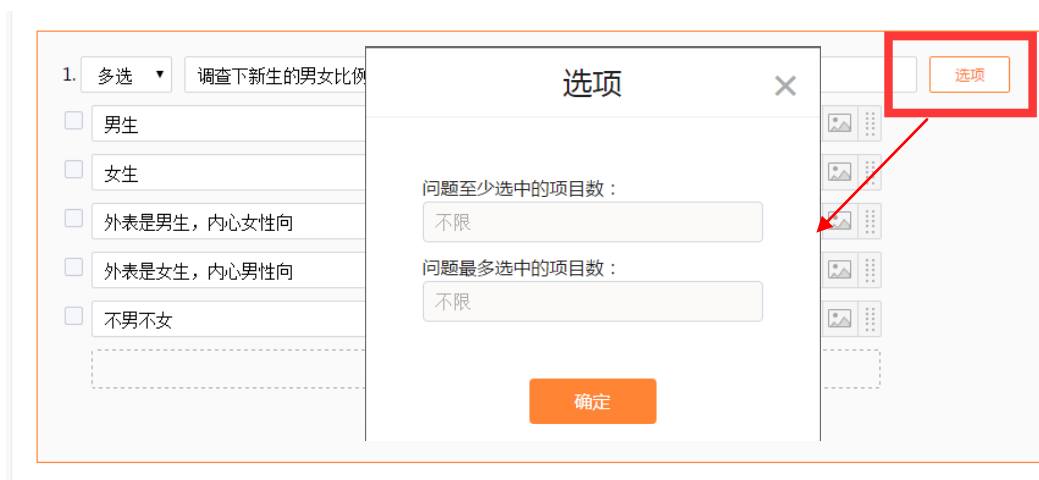 1. 多选 调查下新生的男女比例 选项
男生
女生
外表是男生，内心女性向
外表是女生，内心男性向
不男不女
选项
问题至少选中的项目数：
不限
问题最多选中的项目数：
不限
确定